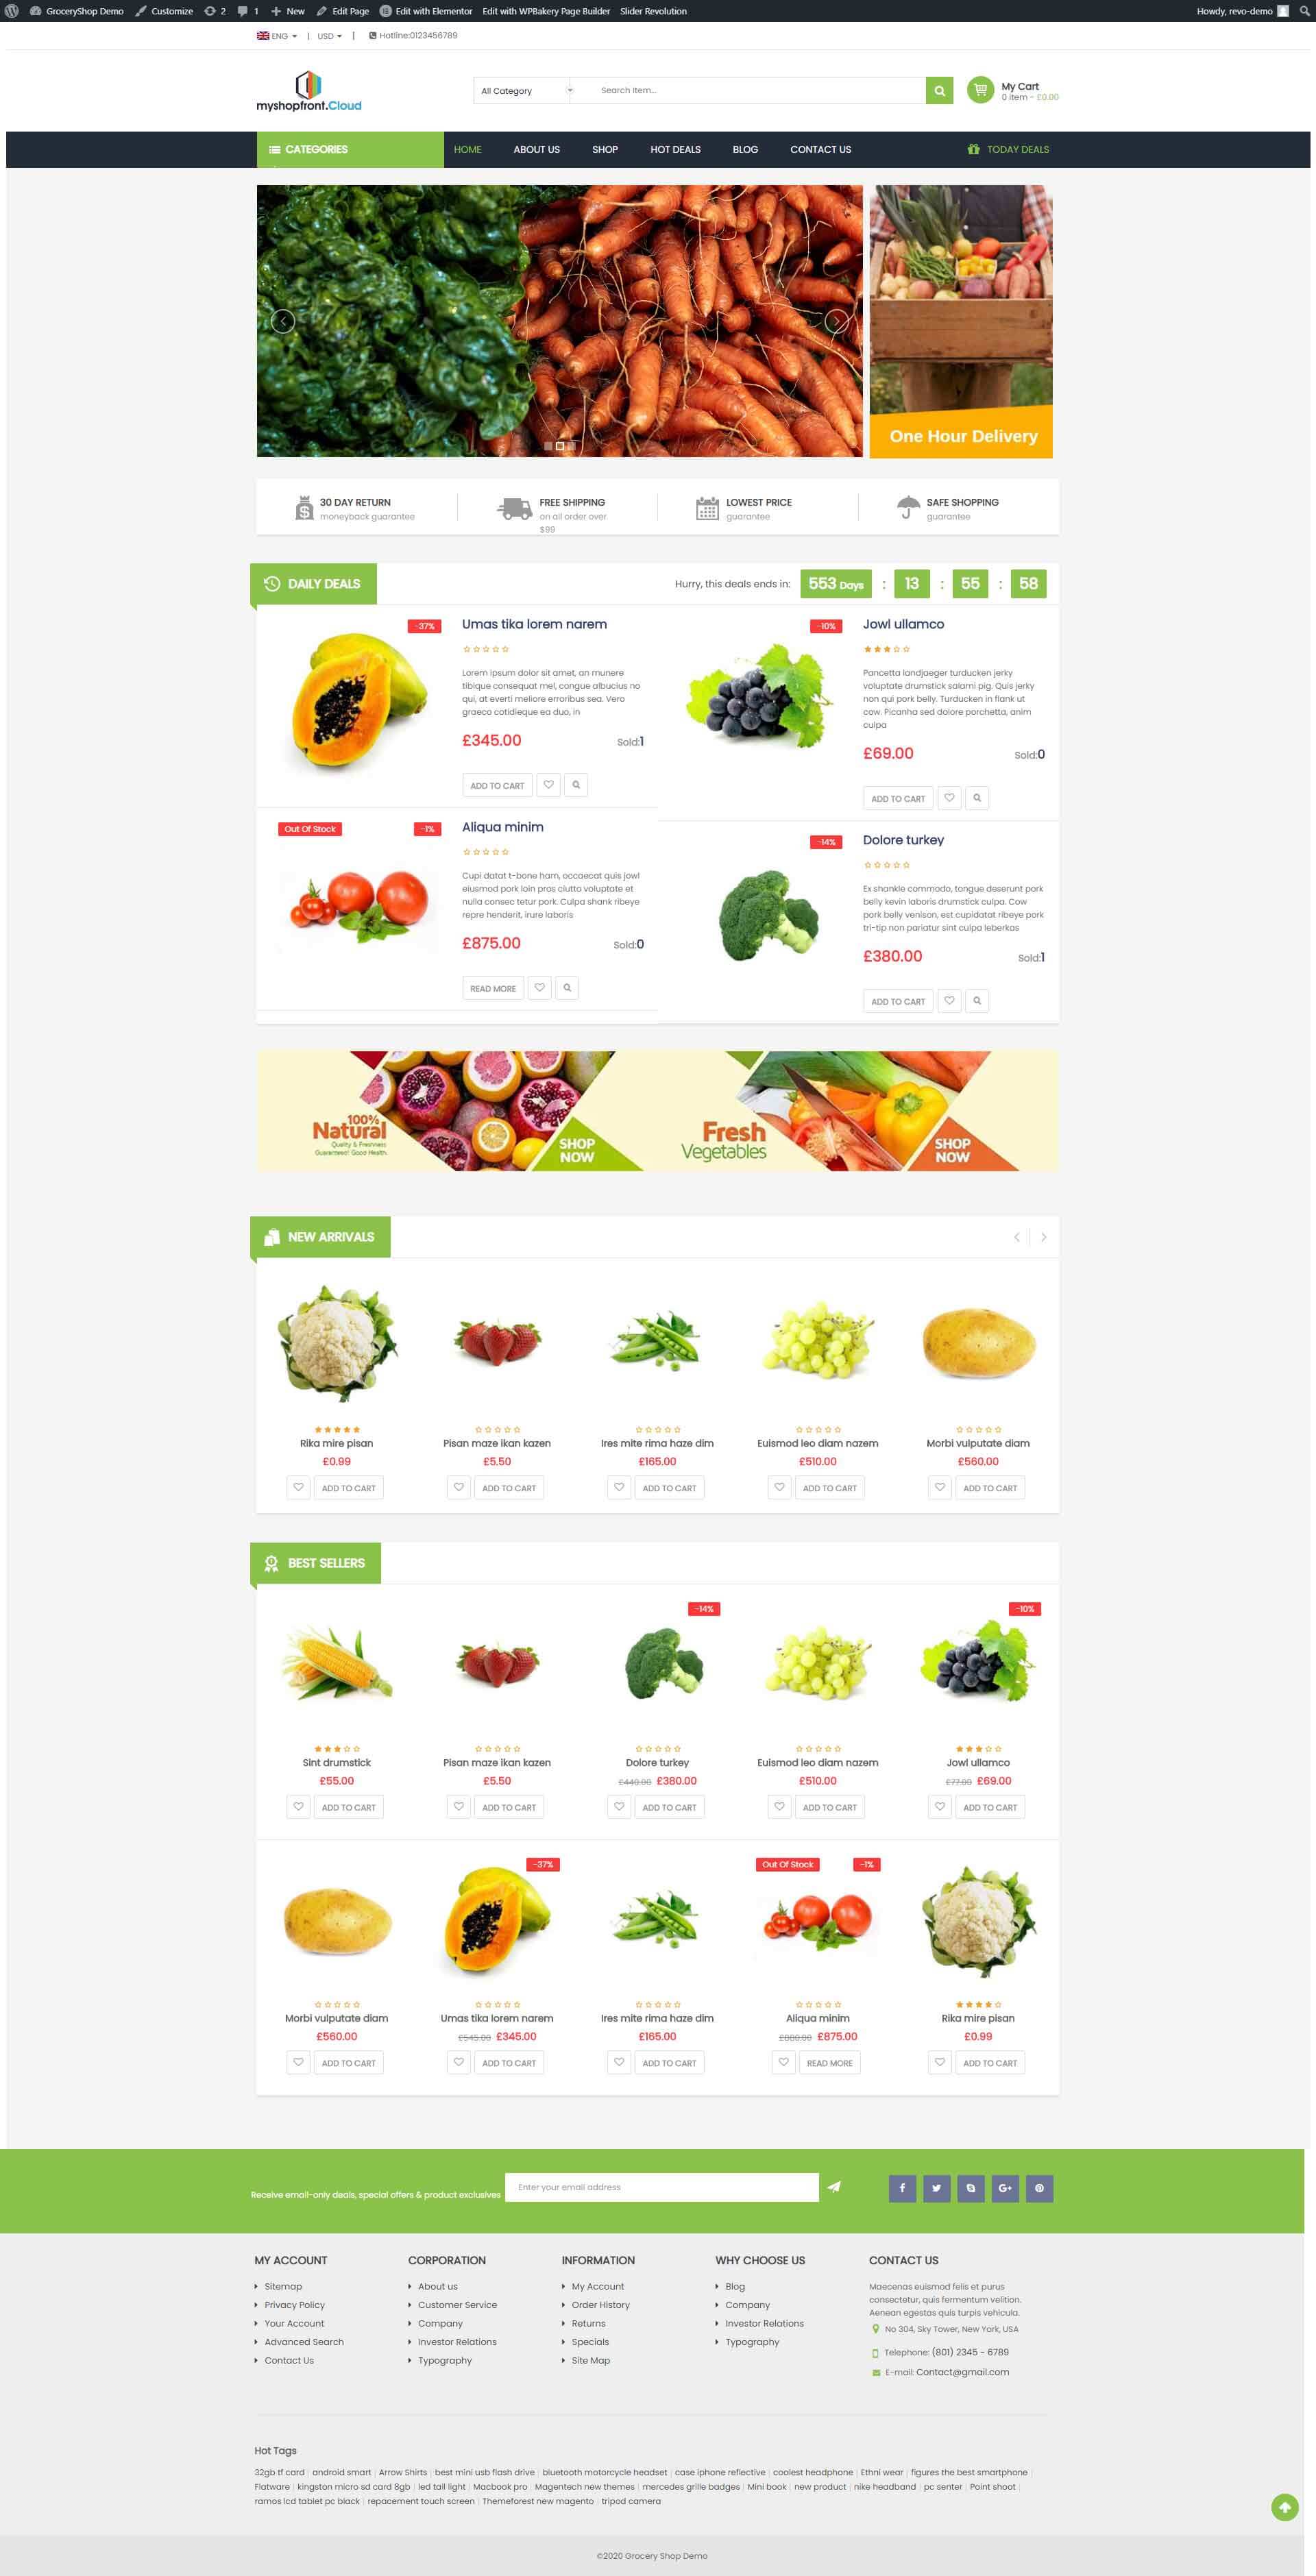 GroceryShop Demo Customize 2 1 New Edit Page Edit with Elementor Edit with WPBakery Page Builder Slider Revolution Howdy, revo-demo
ENG | USD | Hotline:0123456789
myshopfront.Cloud
All Category Search Item...
My Cart
0 item - £0.00
CATEGORIES HOME ABOUT US SHOP HOT DEALS BLOG CONTACT US TODAY DEALS
One Hour Delivery
30 DAY RETURN
moneyback guarantee
FREE SHIPPING
on all order over
$99
LOWEST PRICE
guarantee
SAFE SHOPPING
guarantee
DAILY DEALS
Hurry, this deals ends in: 553 Days : 13 : 55 : 58
-37%
Umas tika lorem narem
Lorem ipsum dolor sit amet, an munere
tibique consequat mel, congue albucius no
qui, at everti meliore erroribus sea. Vero
graeco cotidieque ea duo, in
£345.00 Sold:1
ADD TO CART
-10%
Jowl ullamco
Pancetta landjaeger turducken jerky
voluptate drumstick salami pig. Quis jerky
non qui pork belly. Turducken in flank ut
cow. Picanha sed dolore porchetta, anim
culpa
£69.00 Sold:0
ADD TO CART
Out Of Stock -1%
Aliqua minim
Cupi datat t-bone ham, occaecat quis jowl
eiusmod pork loin pros ciutto voluptate et
nulla consec tetur pork. Culpa shank ribeye
repre henderit, irure laboris
£875.00 Sold:0
READ MORE
-14%
Dolore turkey
Ex shankle commodo, tongue deserunt pork
belly kevin laboris drumstick culpa. Cow
pork belly venison, est cupidatat ribeye pork
tri-tip non pariatur sint culpa leberkas
£380.00 Sold:1
ADD TO CART
100%
Natural
Quality & Freshness
Guaranteed! Good Health.
SHOP
NOW
Fresh
Vegetables
SHOP
NOW
NEW ARRIVALS
Rika mire pisan Pisan maze ikan kazen Ires mite rima haze dim Euismod leo diam nazem Morbi vulputate diam
£0.99 £5.50 £165.00 £510.00 £560.00
ADD TO CART ADD TO CART ADD TO CART ADD TO CART ADD TO CART
BEST SELLERS
-14% -10%
Sint drumstick Pisan maze ikan kazen Dolore turkey Euismod leo diam nazem Jowl ullamco
£55.00 £5.50 £440.00 £380.00 £510.00 £77.00 £69.00
ADD TO CART ADD TO CART ADD TO CART ADD TO CART ADD TO CART
-37% Out Of Stock -1%
Morbi vulputate diam Umas tika lorem narem Ires mite rima haze dim Aliqua minim Rika mire pisan
£560.00 £545.00 £345.00 £165.00 £880.00 £875.00 £0.99
ADD TO CART ADD TO CART ADD TO CART READ MORE ADD TO CART
Receive email-only deals, special offers & product exclusives Enter your email address
MY ACCOUNT
Sitemap
Privacy Policy
Your Account
Advanced Search
Contact Us
CORPORATION
About us
Customer Service
Company
Investor Relations
Typography
INFORMATION
My Account
Order History
Returns
Specials
Site Map
WHY CHOOSE US
Blog
Company
Investor Relations
Typography
CONTACT US
Maecenas euismod felis et purus
consectetur, quis fermentum velition.
Aenean egestas quis turpis vehicula.
No 304, Sky Tower, New York, USA
Telephone: (801) 2345 - 6789
E-mail: Contact@gmail.com
Hot Tags
32gb tf card | android smart | Arrow Shirts | best mini usb flash drive | bluetooth motorcycle headset | case iphone reflective | coolest headphone | Ethni wear | figures the best smartphone |
Flatware | kingston micro sd card 8gb | led tail light | Macbook pro | Magentech new themes | mercedes grille badges | Mini book | new product | nike headband | pc senter | Point shoot |
ramos lcd tablet pc black | repacement touch screen | Themeforest new magento | tripod camera
©2020 Grocery Shop Demo